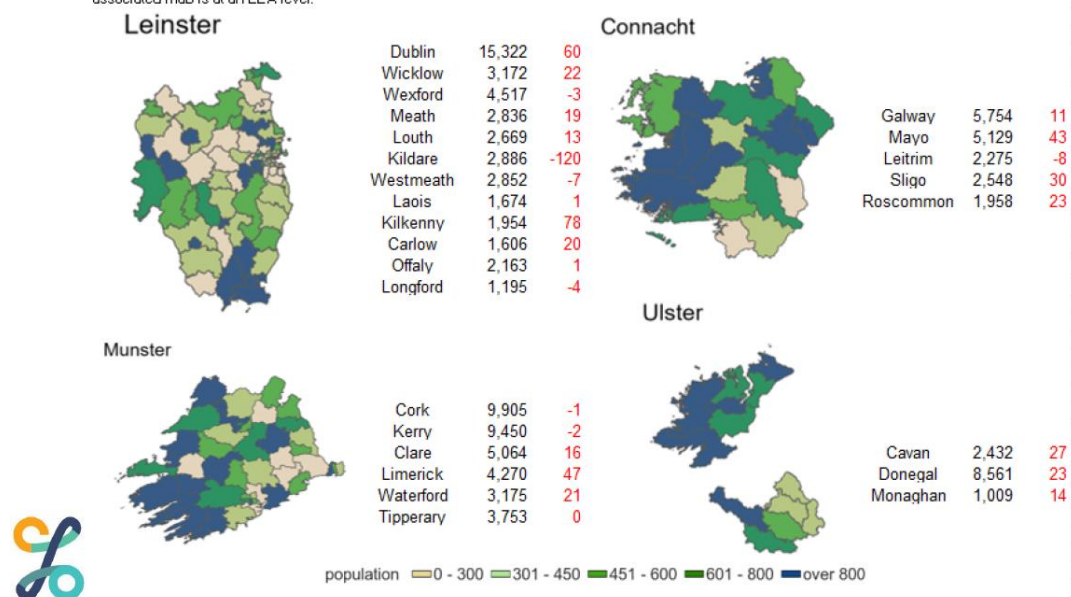 associated maps at an LEA level.
Leinster
Dublin 15,322 60
Wicklow 3,172 22
Wexford 4,517 -3
Meath 2,836 19
Louth 2,669 13
Kildare 2,886 -120
Westmeath 2,852 -7
Laois 1,674 1
Kilkenny 1,954 78
Carlow 1,606 20
Offaly 2,163 1
Longford 1,195 -4
Connacht
Galway 5,754 11
Mayo 5,129 43
Leitrim 2,275 -8
Sligo 2,548 30
Roscommon 1,958 23
Munster
Cork 9,905 -1
Kerry 9,450 -2
Clare 5,064 16
Limerick 4,270 47
Waterford 3,175 21
Tipperary 3,753 0
Ulster
Cavan 2,432 27
Donegal 8,561 23
Monaghan 1,009 14
population 0 - 300 301 - 450 451 - 600 601 - 800 over 800